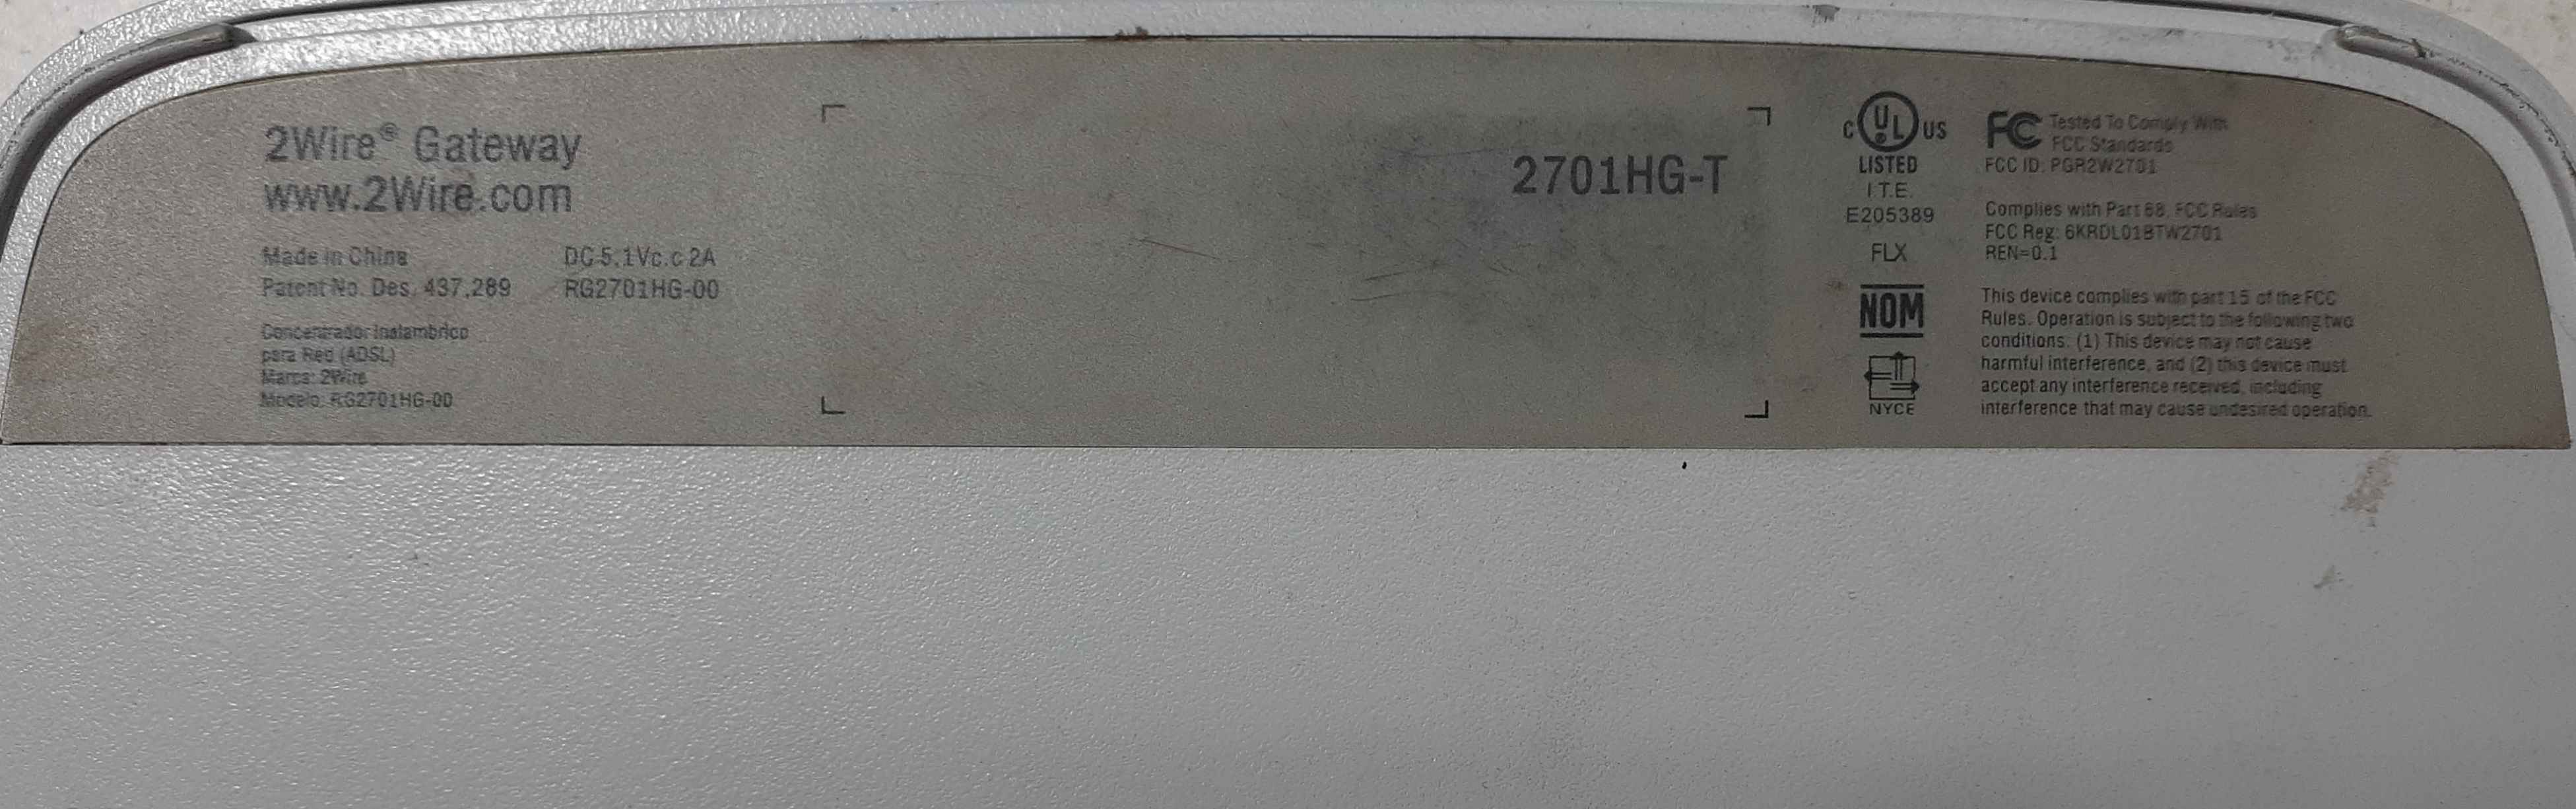 2Wire® Gateway
www.2Wire.com
Made in China
Patent No. Des. 437,289
DC 5.1Vc.c 2A
RG2701HG-00
Concentrador Inalambrico
para Red (ADSL)
Marca: 2Wire
Modelo: RG2701HG-00
2701HG-T
C UL US
LISTED
I.T.E.
E205389
FLX
NOM
NYCE
FC Tested To Comply With
FCC Standards
FCC ID: PGR2W2701
Complies with Part 68, FCC Rules
FCC Reg: 6KRDL01BTW2701
REN=0.1
This device complies with part 15 of the FCC
Rules. Operation is subject to the following two
conditions: (1) This device may not cause
harmful interference, and (2) this device must
accept any interference received, including
interference that may cause undesired operation.